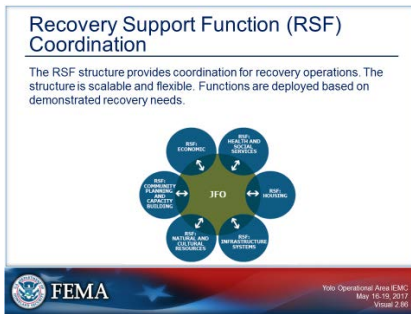 Recovery Support Function (RSF)
Coordination
The RSF structure provides coordination for recovery operations. The
structure is scalable and flexible. Functions are deployed based on
demonstrated recovery needs.
RSF:
ECONOMIC
RSF:
HEALTH AND
SOCIAL
SERVICES
RSF:
COMMUNITY
PLANNING
AND
CAPACITY
BUILDING
JFO
RSF:
HOUSING
RSF:
NATURAL AND
CULTURAL
RESOURCES
RSF:
INFRASTRUCTURE
SYSTEMS
FEMA
Yolo Operational Area IEMC
May 16-19, 2017
Visual 2.86